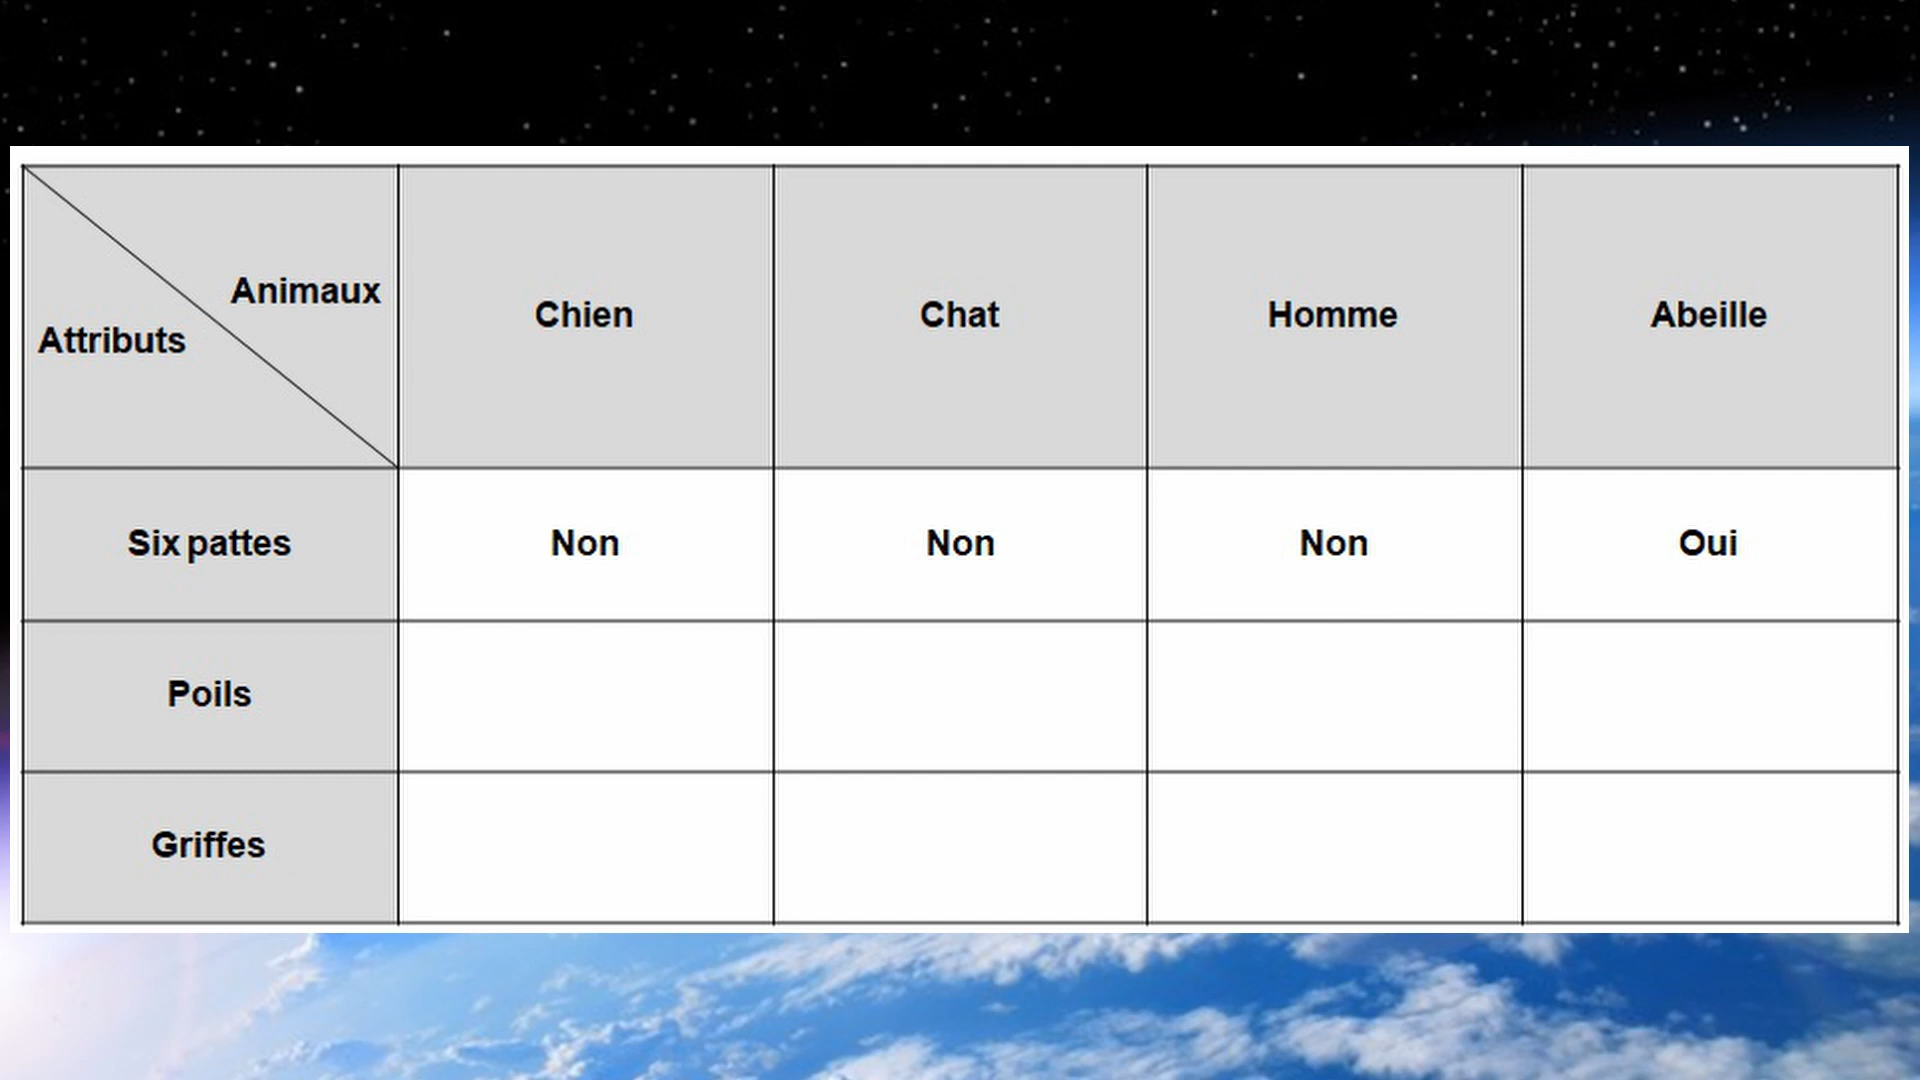 Animaux
Attributs
Chien
Chat
Homme
Abeille
Six pattes
Non
Non
Non
Oui
Poils
Griffes